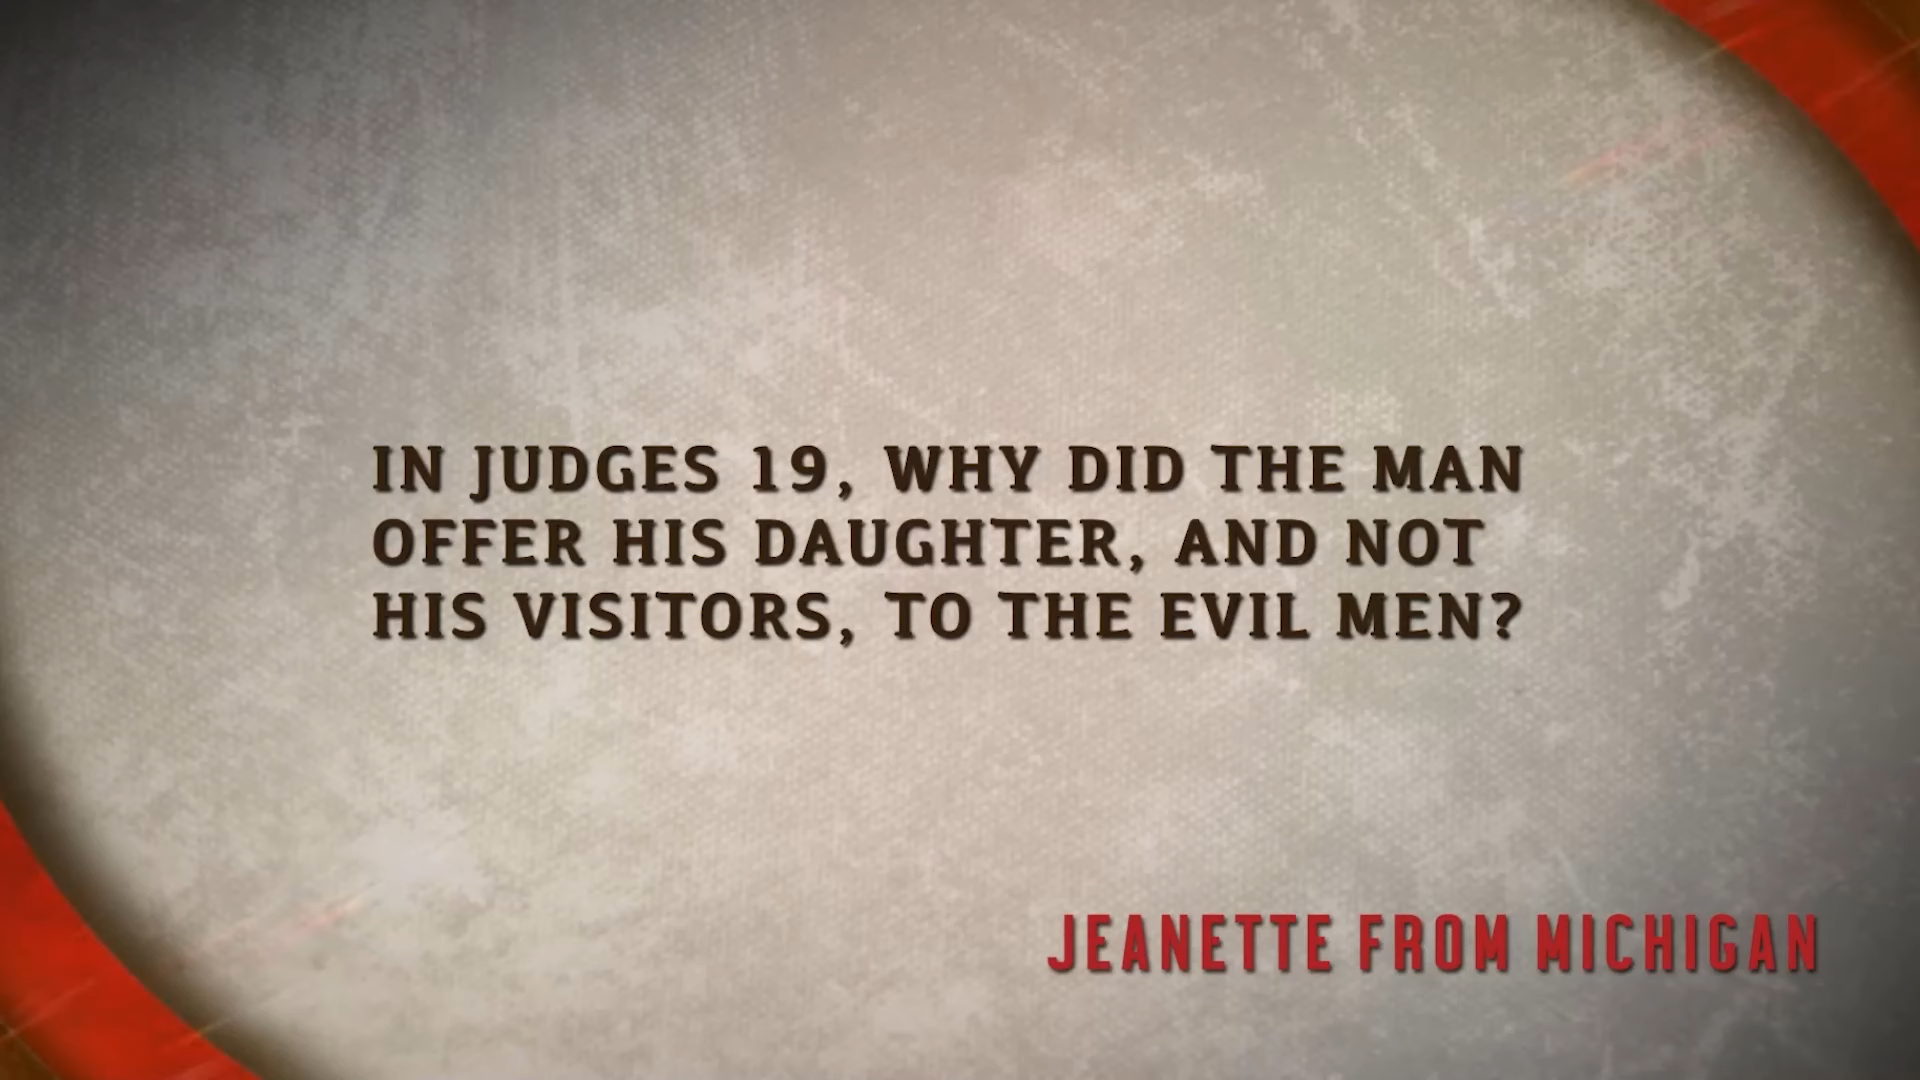 IN JUDGES 19, WHY DID THE MAN
OFFER HIS DAUGHTER, AND NOT
HIS VISITORS, TO THE EVIL MEN?
JEANETTE FROM MICHIGAN